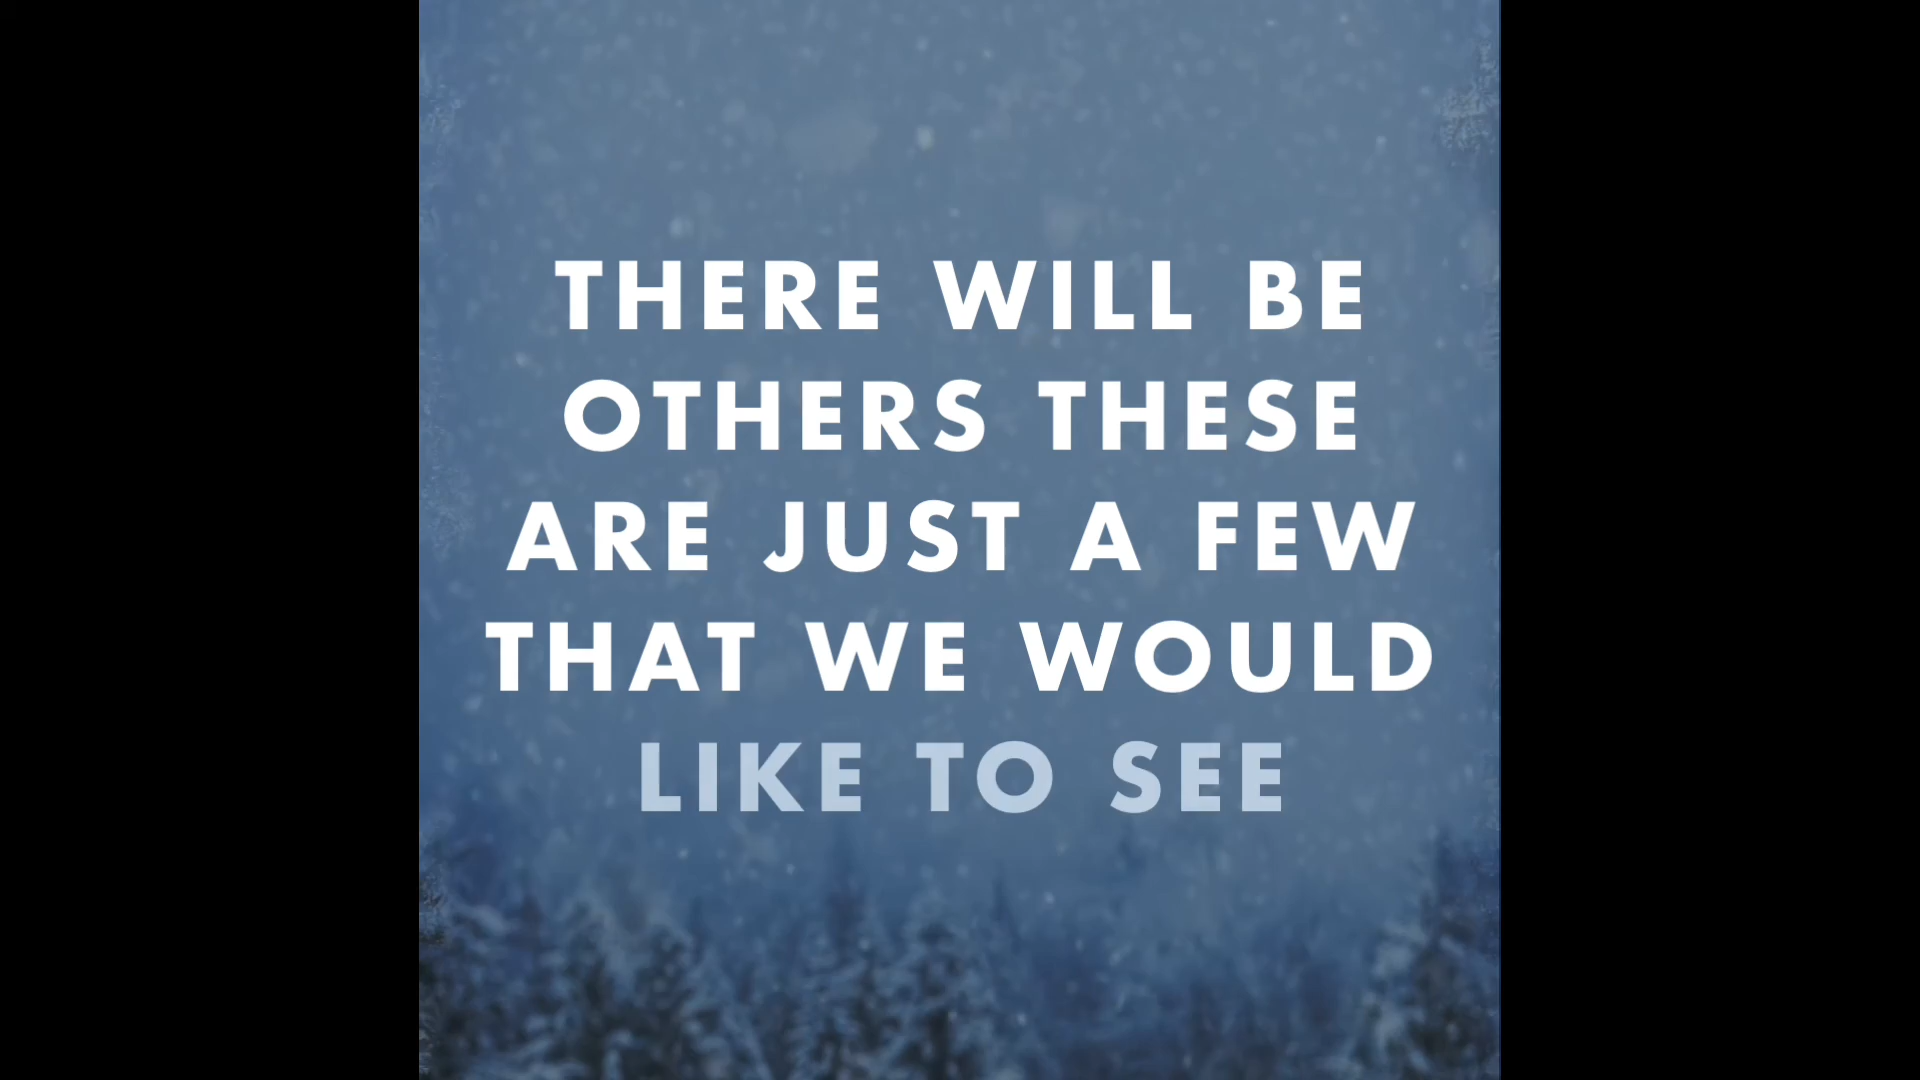 THERE WILL BE
OTHERS THESE
ARE JUST A FEW
THAT WE WOULD
LIKE TO SEE